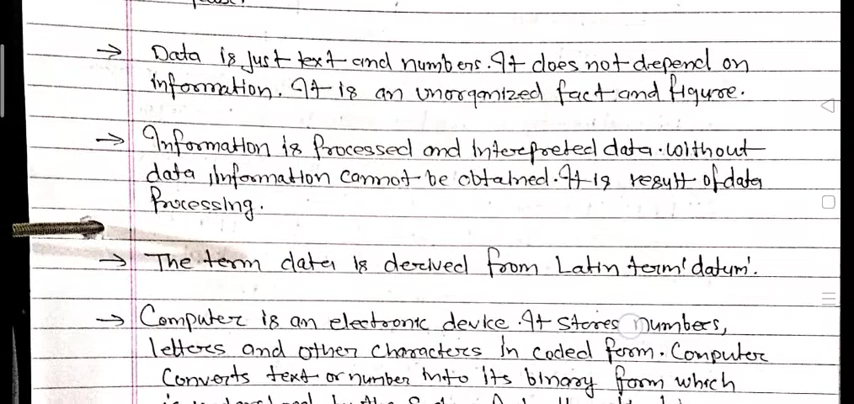 → Data is just text and numbers. It does not depend on
information. It is an unorganized fact and figure.
→ Information is Processed and interpreted data. Without
data, information cannot be obtained. It is result of data
Processing.
→ The term data is derived from Latin term 'datum'.
→ Computer is an electronic device. It stores numbers,
letters and other characters in coded form. Computer
Converts text or number into its binary form which